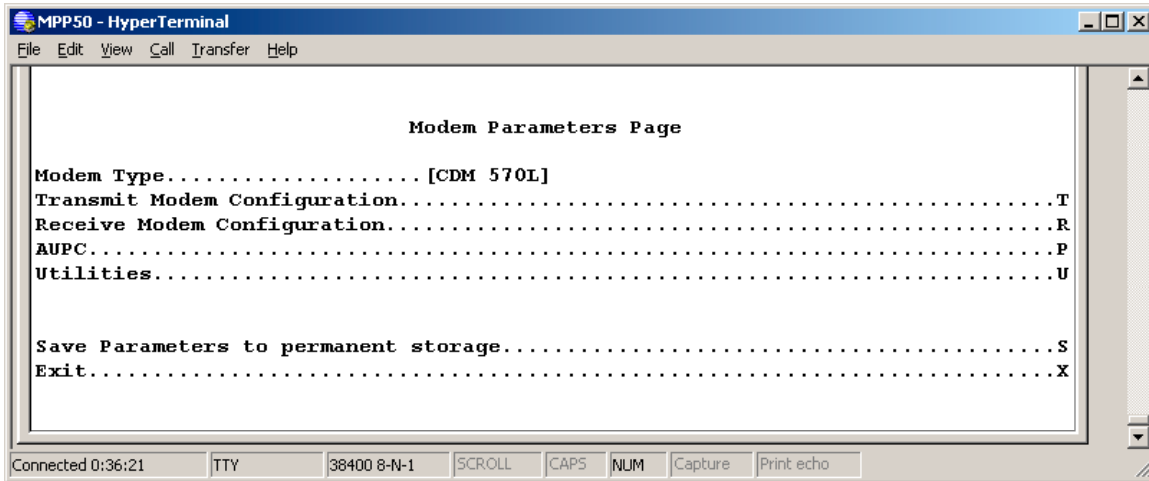 MPP50 - HyperTerminal
File Edit View Call Transfer Help
Modem Parameters Page
Modem Type....................[CDM 570L]
Transmit Modem Configuration..................................................T
Receive Modem Configuration...................................................R
AUPC..........................................................................P
Utilities.....................................................................U
Save Parameters to permanent storage..........................................S
Exit..........................................................................X
Connected 0:36:21 TTY 38400 8-N-1 SCROLL CAPS NUM Capture Print echo